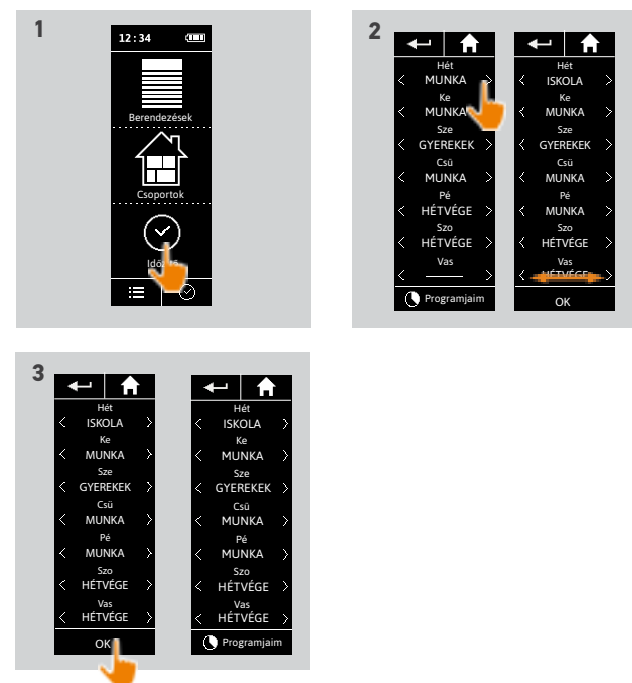 1
12:34
Berendezések
Csoportok
2
Hét
MUNKA
Ke
MUNKA
Sze
GYEREKEK
Csü
MUNKA
Pé
HÉTVÉGE
Szo
HÉTVÉGE
Vas
Programjaim
Hét
ISKOLA
Ke
MUNKA
Sze
GYEREKEK
Csü
MUNKA
Pé
MUNKA
Szo
HÉTVÉGE
Vas
HÉTVÉGE
OK
3
Hét
ISKOLA
Ke
MUNKA
Sze
GYEREKEK
Csü
MUNKA
Pé
MUNKA
Szo
HÉTVÉGE
Vas
HÉTVÉGE
OK
Hét
ISKOLA
Ke
MUNKA
Sze
GYEREKEK
Csü
MUNKA
Pé
MUNKA
Szo
HÉTVÉGE
Vas
HÉTVÉGE
Programjaim